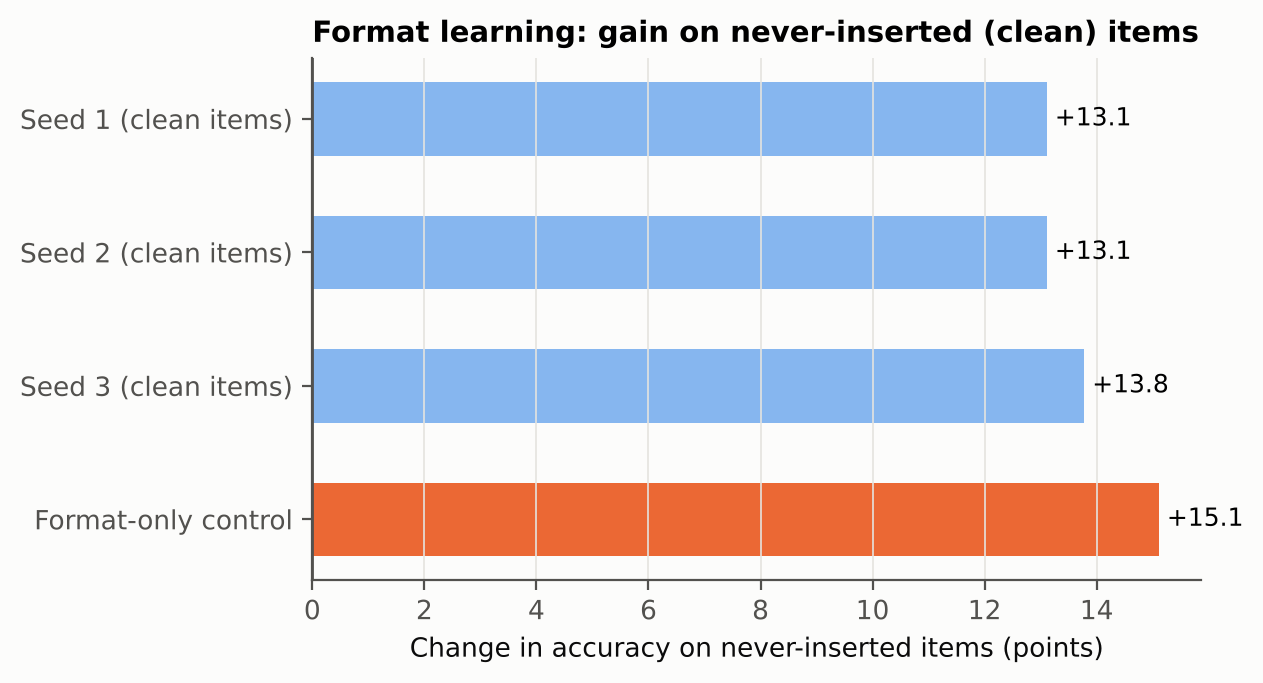 Format learning: gain on never-inserted (clean) items
Seed 1 (clean items)
+13.1
Seed 2 (clean items)
+13.1
Seed 3 (clean items)
+13.8
Format-only control
+15.1
0 2 4 6 8 10 12 14
Change in accuracy on never-inserted items (points)